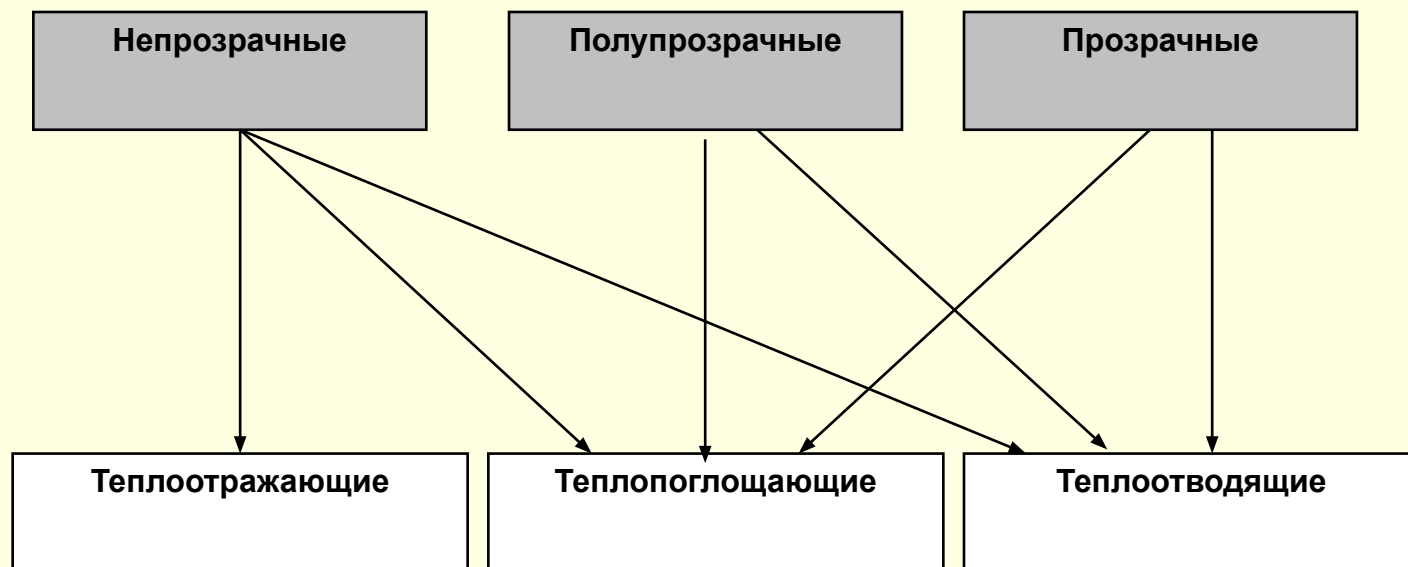 Непрозрачные
Полупрозрачные
Прозрачные
Теплоотражающие
Теплопоглощающие
Теплоотводящие